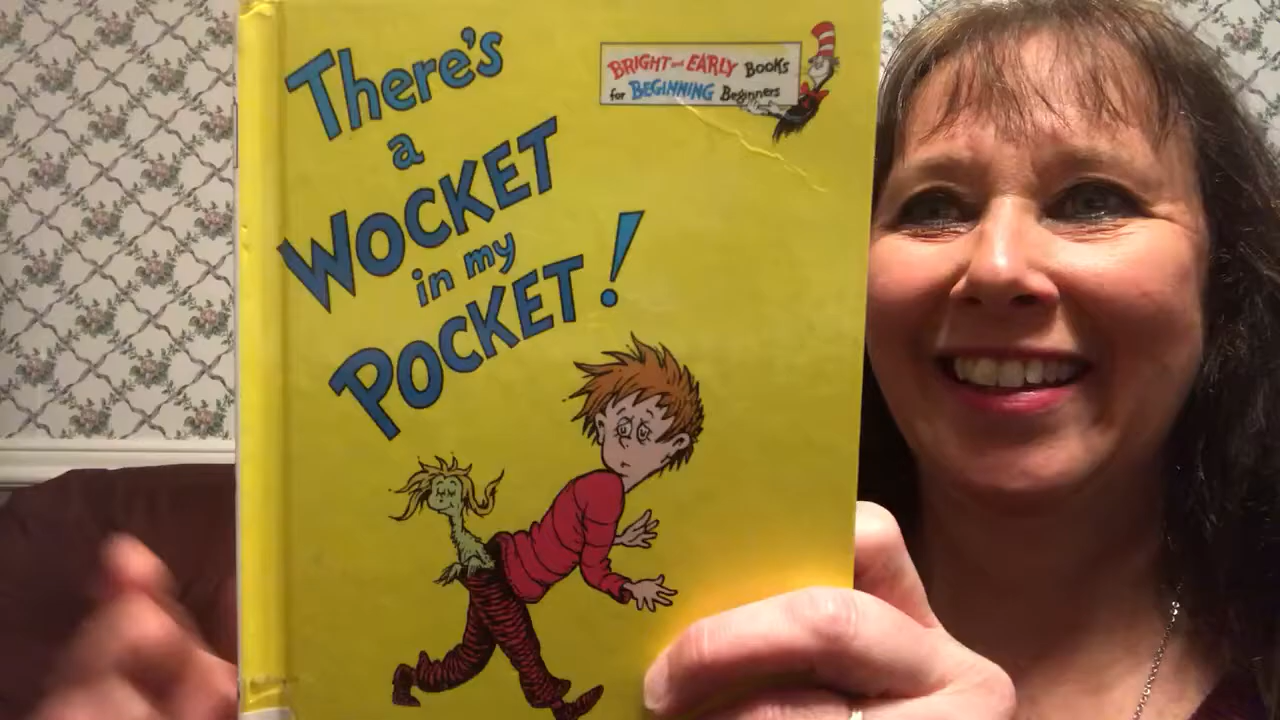 There's
a
WOCKET
in my
POCKET!
BRIGHT and EARLY BOOKS
for BEGINNING Beginners